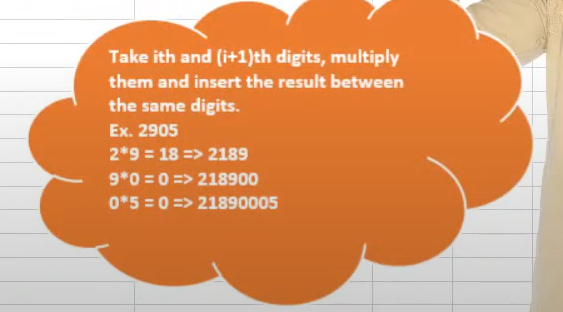 Take ith and (i+1)th digits, multiply
them and insert the result between
the same digits.
Ex. 2905
2*9 = 18 => 2189
9*0 = 0 => 218900
0*5 = 0 => 21890005